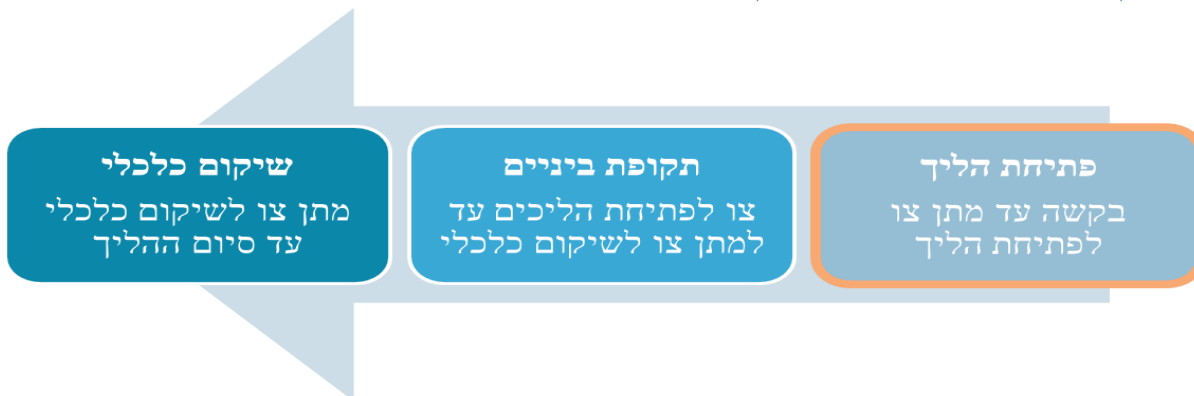 פתיחת הליך
בקשה עד מתן צו
לפתיחת הליך
תקופת ביניים
צו לפתיחת הליכים עד
למתן צו לשיקום כלכלי
שיקום כלכלי
מתן צו לשיקום כלכלי
עד סיום ההליך